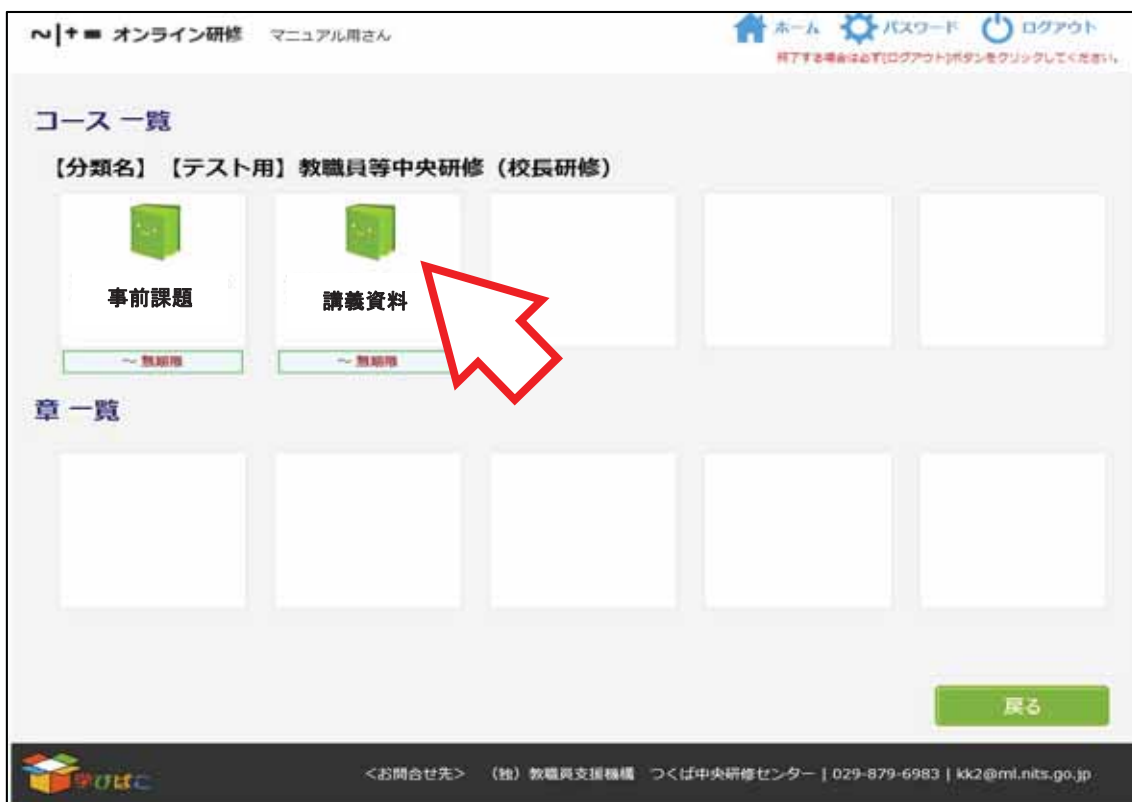 オンライン研修 マニュアル用さん
ホーム パスワード ログアウト
終了する場合は必ず[ログアウト]ボタンをクリックしてください。
コース 一覧
【分類名】【テスト用】教職員等中央研修（校長研修）
事前課題 講義資料
～ 無期限 ～ 無期限
章 一覧
戻る
学びばこ
＜お問合せ先＞ （独）教職員支援機構 つくば中央研修センター | 029-879-6983 | kk2@ml.nits.go.jp